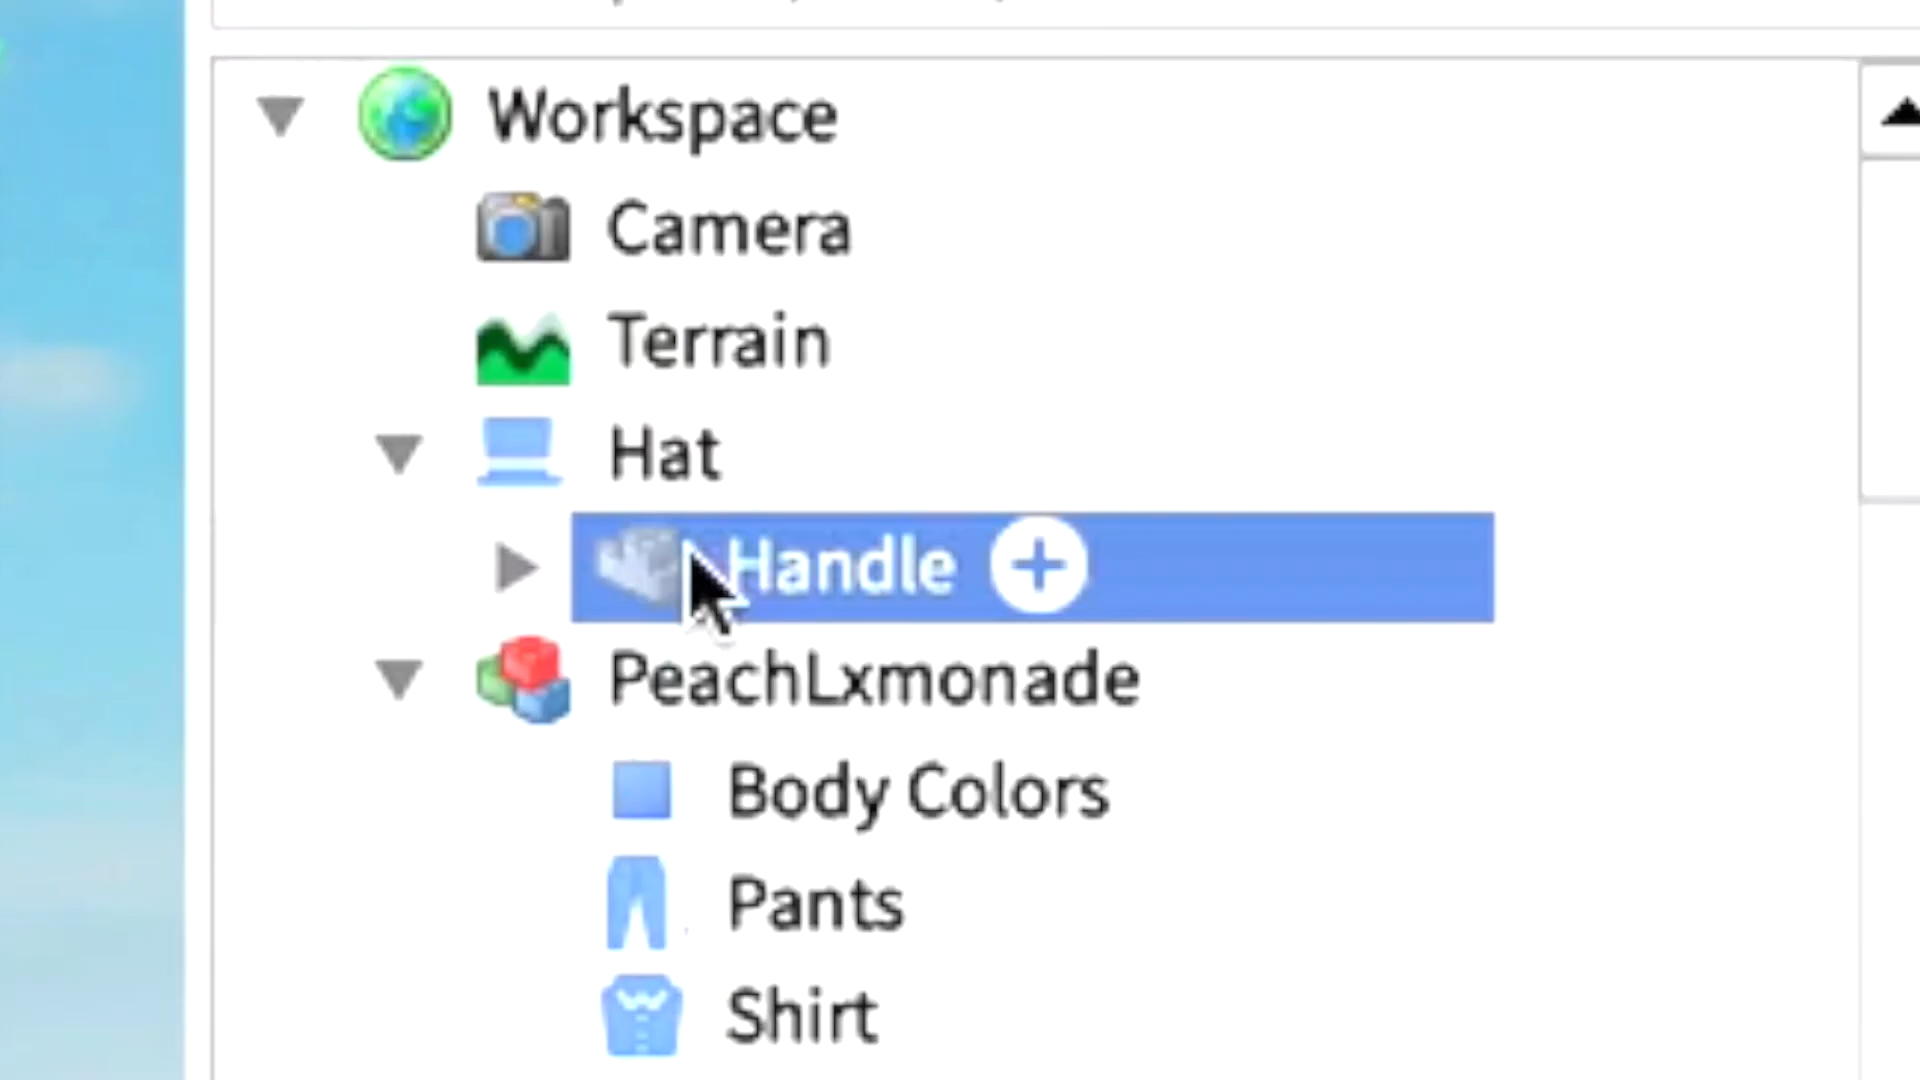 Workspace
Camera
Terrain
Hat
Handle
PeachLxmonade
Body Colors
Pants
Shirt